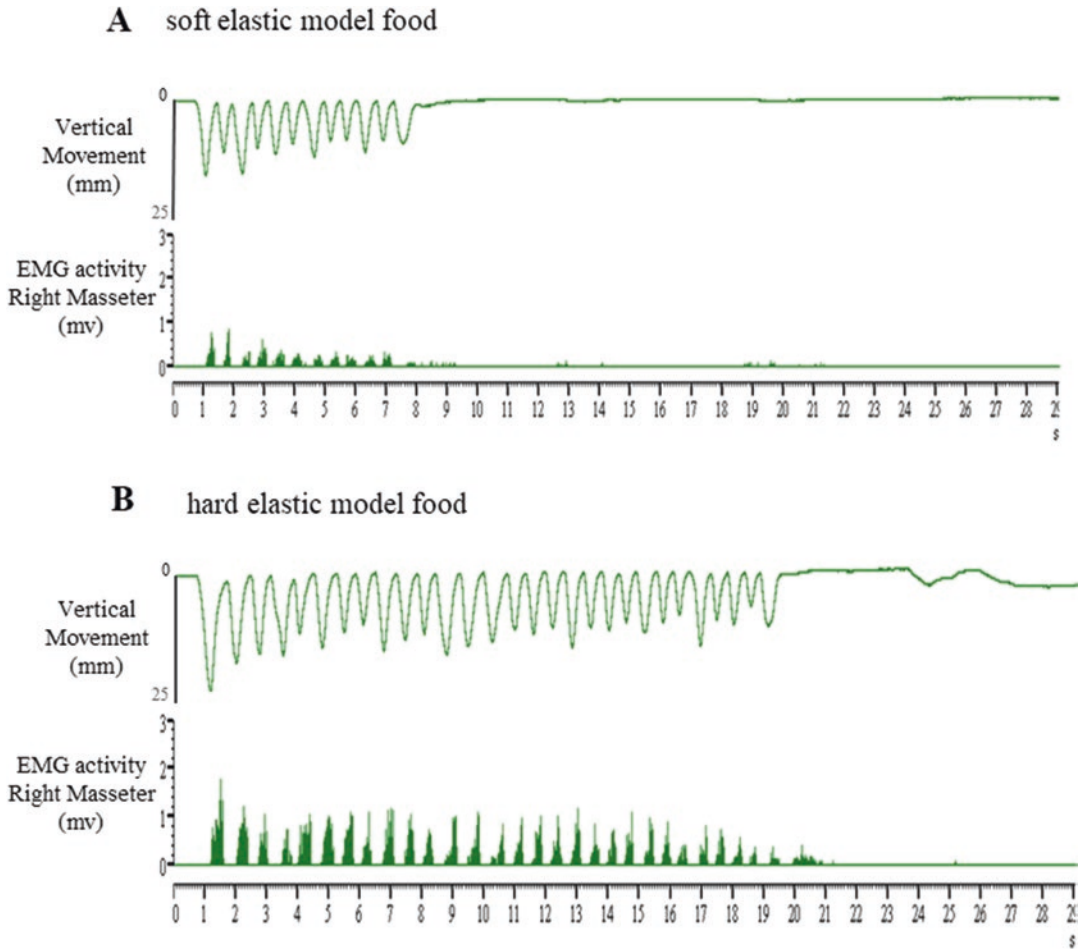 A soft elastic model food
0
Vertical
Movement
(mm)
25
3
EMG activity
2
Right Masseter
(mv)
1
0
0 1 2 3 4 5 6 7 8 9 10 11 12 13 14 15 16 17 18 19 20 21 22 23 24 25 26 27 28
s
B hard elastic model food
0
Vertical
Movement
(mm)
25
3
EMG activity
2
Right Masseter
(mv)
1
0
0 1 2 3 4 5 6 7 8 9 10 11 12 13 14 15 16 17 18 19 20 21 22 23 24 25 26 27 28
s